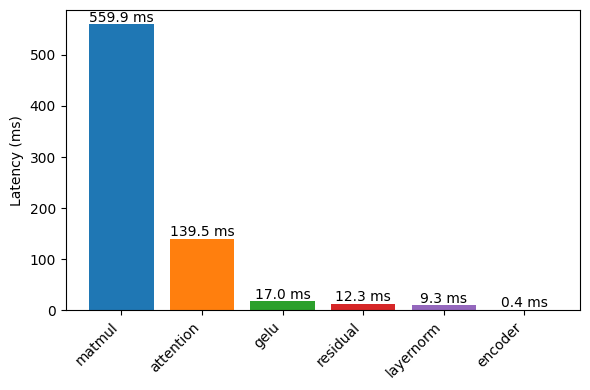 559.9 ms
139.5 ms
17.0 ms
12.3 ms
9.3 ms
0.4 ms
Latency (ms)
500
400
300
200
100
0
matmul
attention
gelu
residual
layernorm
encoder